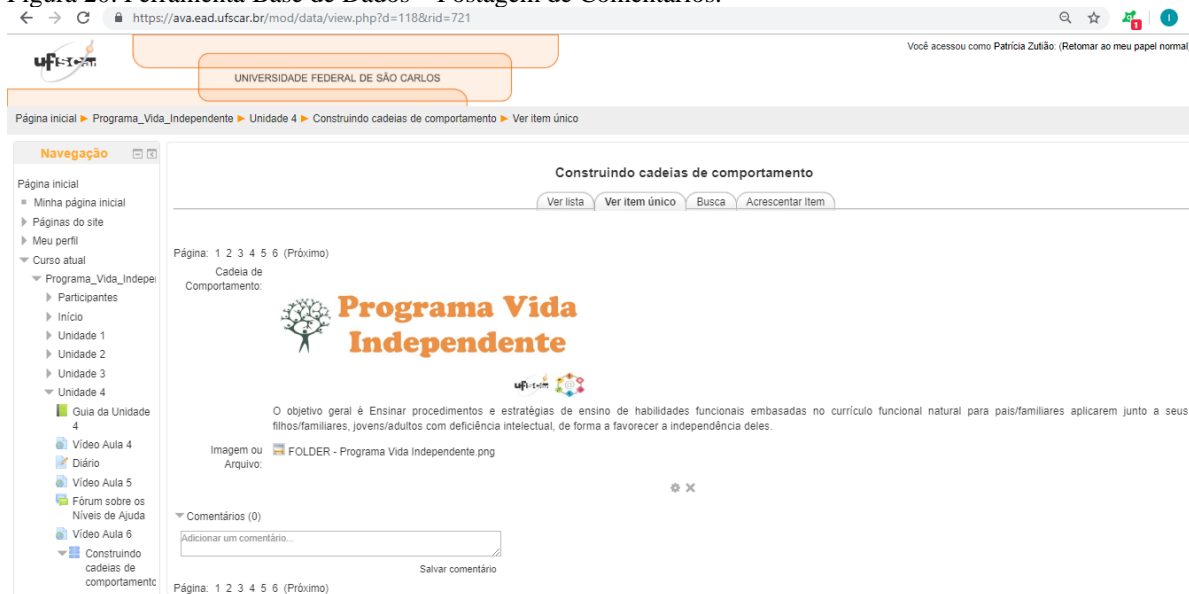 Figura 20: Ferramenta Base de Dados – Postagem de Comentários.
https://ava.ead.ufscar.br/mod/data/view.php?d=118&rid=721
1
I
ufscar
UNIVERSIDADE FEDERAL DE SÃO CARLOS
Você acessou como Patrícia Zutião: (Retomar ao meu papel normal)
Página inicial ► Programa_Vida_Independente ► Unidade 4 ► Construindo cadeias de comportamento ► Ver item único
Navegação
Página inicial
Minha página inicial
Páginas do site
Meu perfil
Curso atual
Programa_Vida_Indeper
Participantes
Início
Unidade 1
Unidade 2
Unidade 3
Unidade 4
Guia da Unidade
4
Vídeo Aula 4
Diário
Vídeo Aula 5
Fórum sobre os
Níveis de Ajuda
Vídeo Aula 6
Construindo
cadeias de
comportamento
Construindo cadeias de comportamento
Ver lista Ver item único Busca Acrescentar Item
Página: 1 2 3 4 5 6 (Próximo)
Cadeia de
Comportamento:
Programa Vida
Independente
ufscar
O objetivo geral é Ensinar procedimentos e estratégias de ensino de habilidades funcionais embasadas no currículo funcional natural para pais/familiares aplicarem junto a seus
filhos/familiares, jovens/adultos com deficiência intelectual, de forma a favorecer a independência deles.
Imagem ou
Arquivo:
FOLDER - Programa Vida Independente.png
Comentários (0)
Adicionar um comentário...
Salvar comentário
Página: 1 2 3 4 5 6 (Próximo)